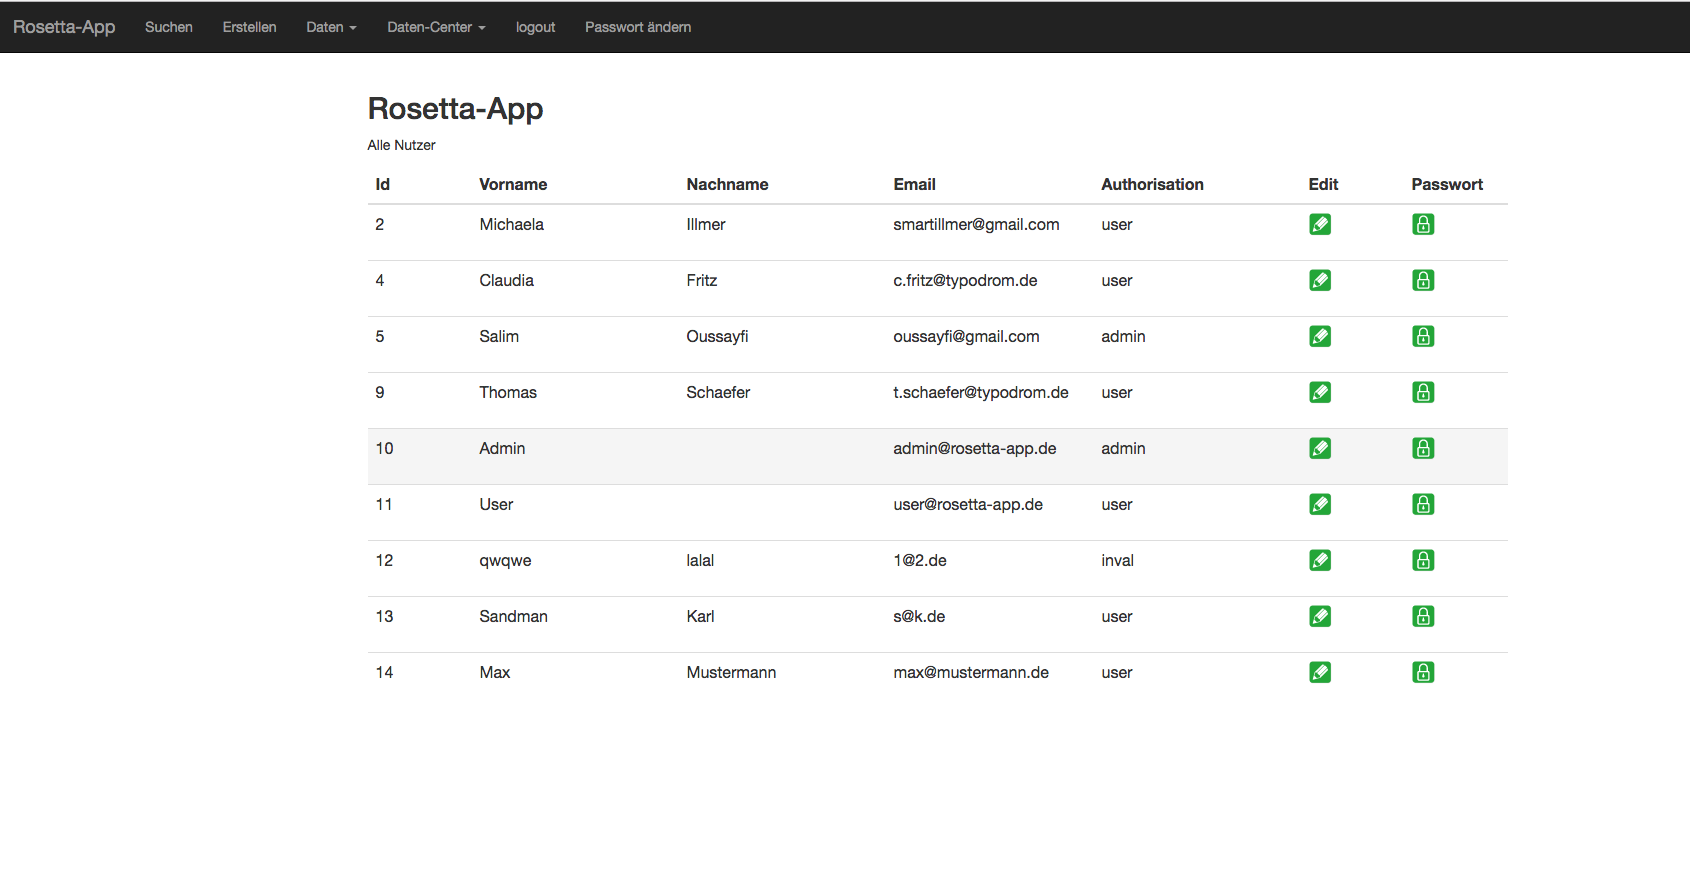 Rosetta-App Suchen Erstellen Daten Daten-Center logout Passwort ändern
Rosetta-App
Alle Nutzer
Id Vorname Nachname Email Authorisation Edit Passwort
2 Michaela Illmer smartillmer@gmail.com user
4 Claudia Fritz c.fritz@typodrom.de user
5 Salim Oussayfi oussayfi@gmail.com admin
9 Thomas Schaefer t.schaefer@typodrom.de user
10 Admin admin@rosetta-app.de admin
11 User user@rosetta-app.de user
12 qwqwe lalal 1@2.de inval
13 Sandman Karl s@k.de user
14 Max Mustermann max@mustermann.de user